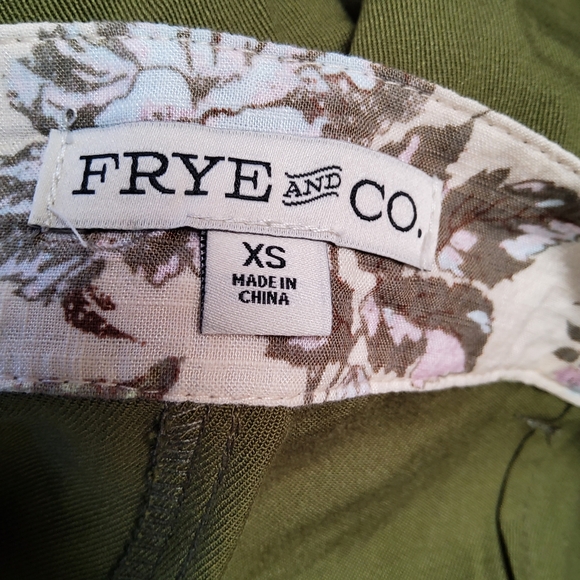 FRYE AND CO.
XS
MADE IN
CHINA